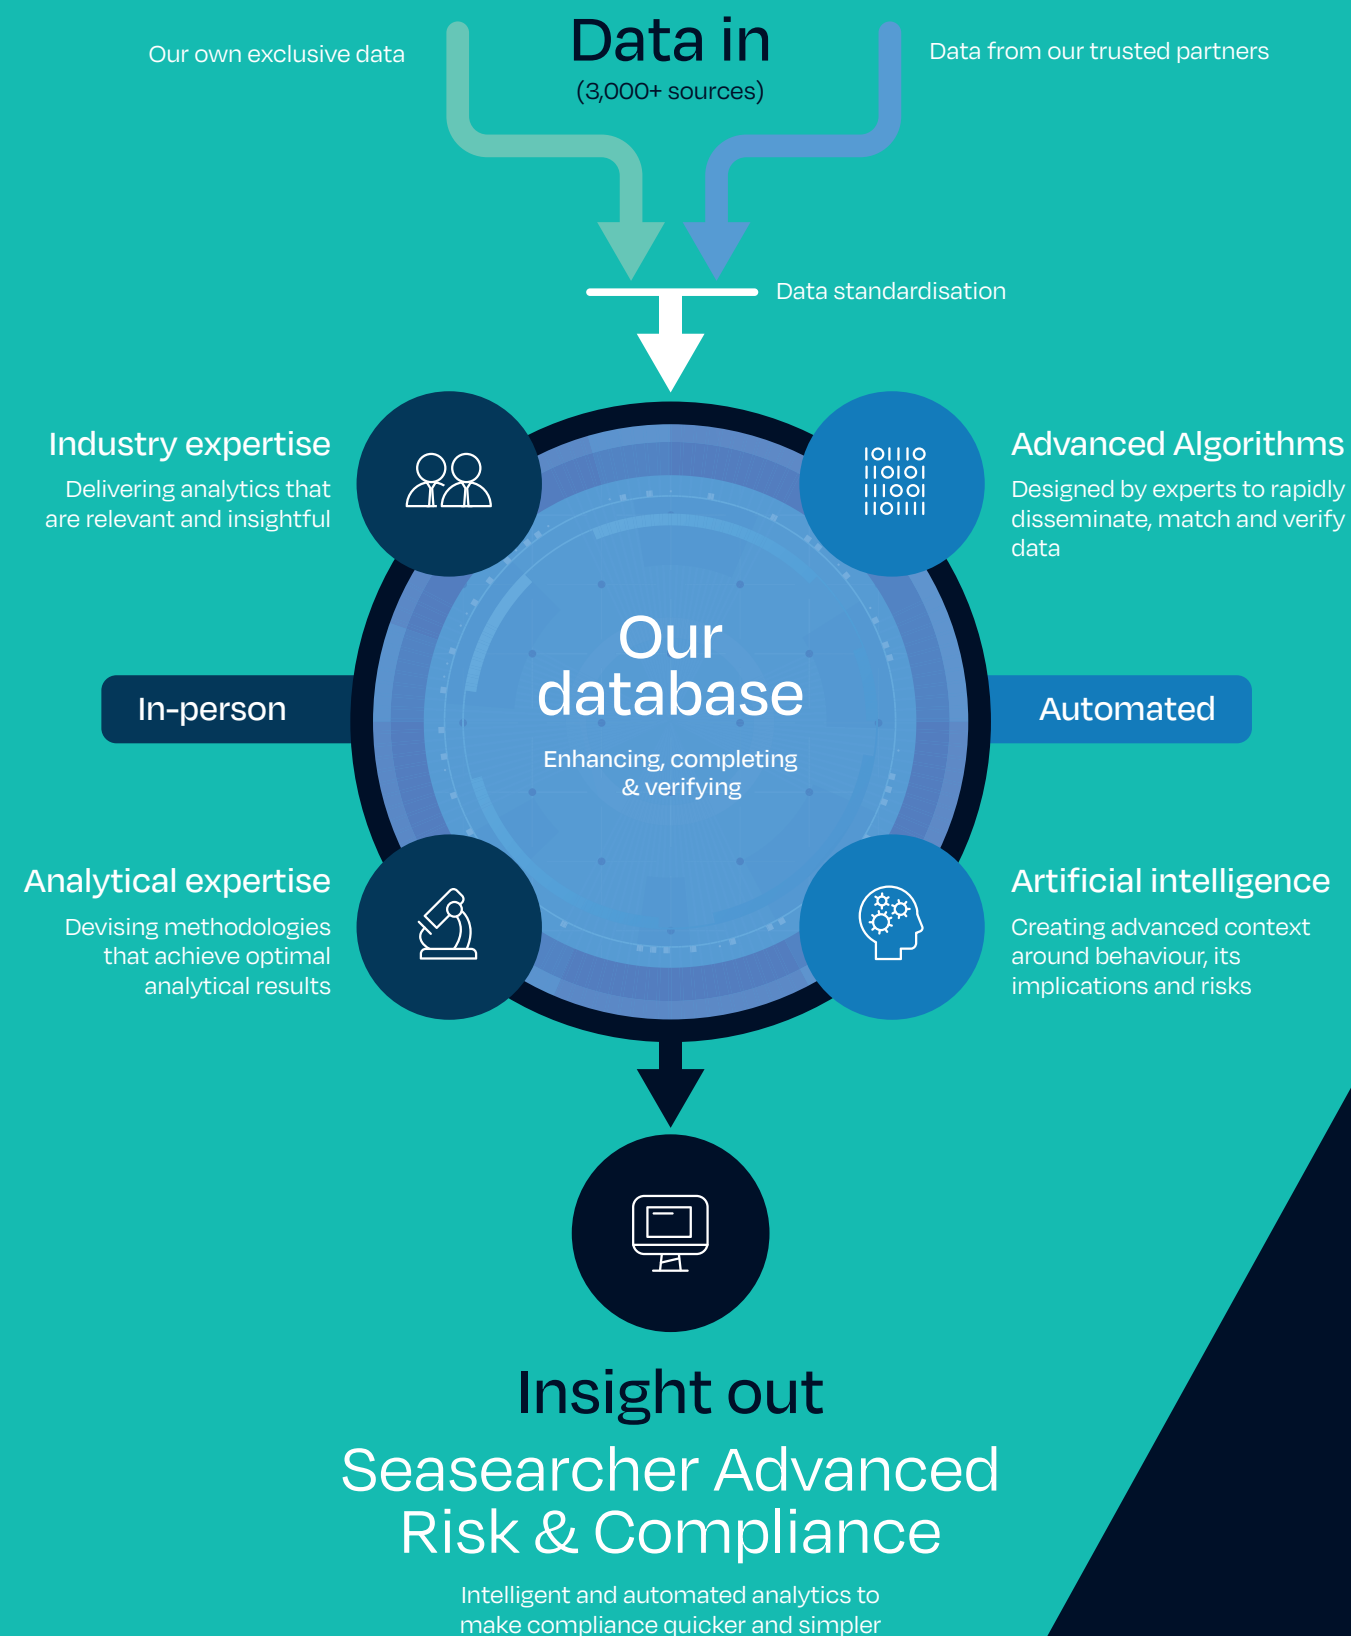 Data in
(3,000+ sources)
Our own exclusive data
Data from our trusted partners
Data standardisation
Industry expertise
Delivering analytics that
are relevant and insightful
Advanced Algorithms
Designed by experts to rapidly
disseminate, match and verify
data
IOIIIO
IIOIOI
IIIOOI
IIOIII
Our
database
Enhancing, completing
& verifying
In-person
Automated
Analytical expertise
Devising methodologies
that achieve optimal
analytical results
Artificial intelligence
Creating advanced context
around behaviour, its
implications and risks
Insight out
Seasearcher Advanced
Risk & Compliance
Intelligent and automated analytics to
make compliance quicker and simpler